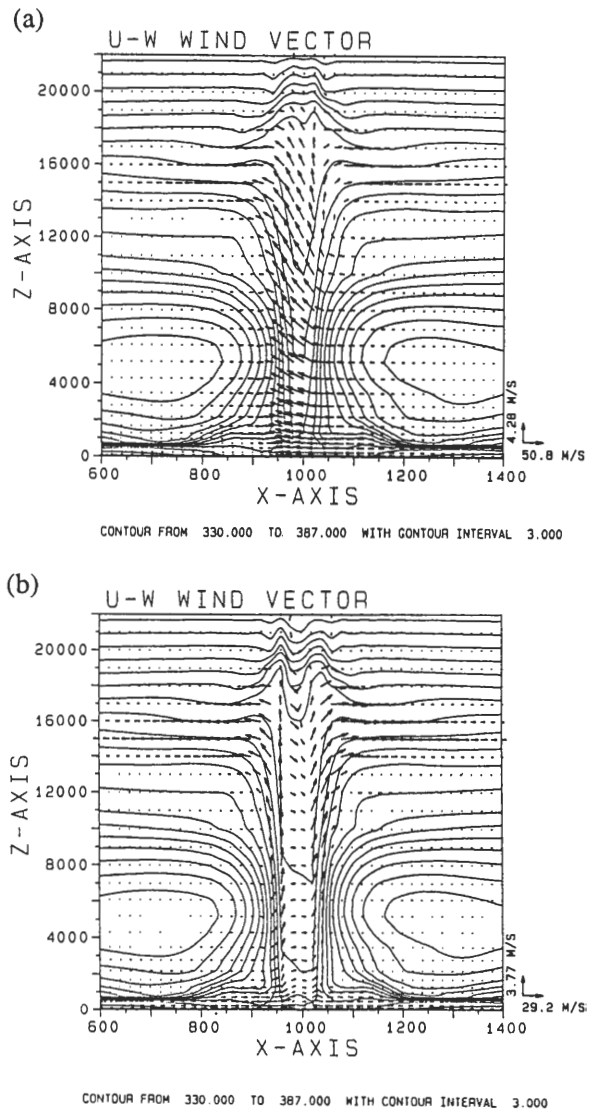 (a)
U-W WIND VECTOR
20000
16000
12000
8000
4000
0
Z-AXIS
600 800 1000 1200 1400
X-AXIS
4.28 M/S
50.8 M/S
CONTOUR FROM 330.000 TO 387.000 WITH CONTOUR INTERVAL 3.000
(b)
U-W WIND VECTOR
20000
16000
12000
8000
4000
0
Z-AXIS
600 800 1000 1200 1400
X-AXIS
3.77 M/S
29.2 M/S
CONTOUR FROM 330.000 TO 387.000 WITH CONTOUR INTERVAL 3.000